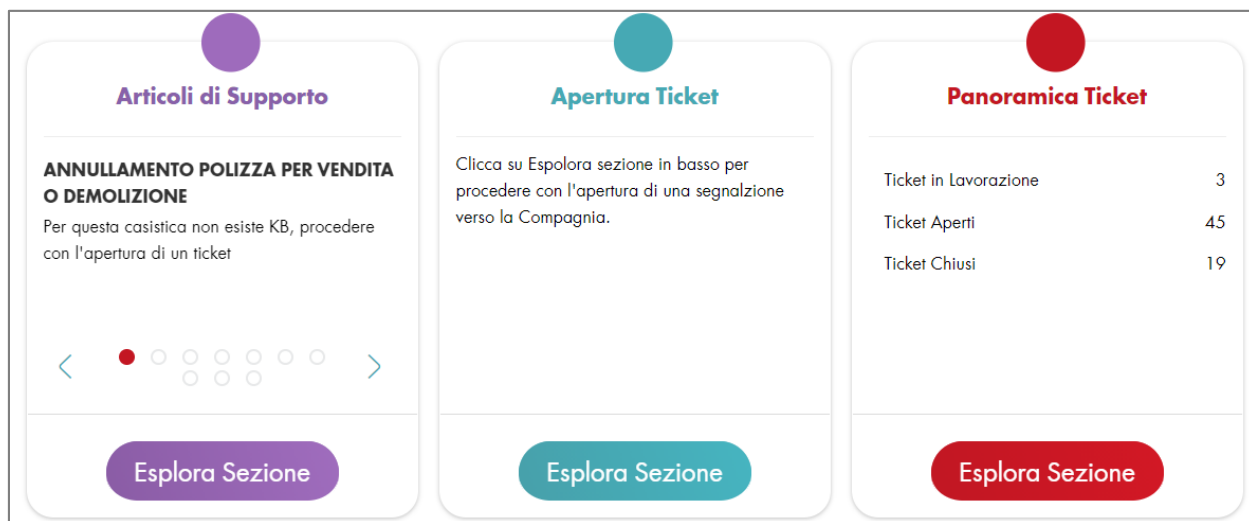 Articoli di Supporto
ANNULLAMENTO POLIZZA PER VENDITA
O DEMOLIZIONE
Per questa casistica non esiste KB, procedere
con l'apertura di un ticket
Esplora Sezione
Apertura Ticket
Clicca su Espolora sezione in basso per
procedere con l'apertura di una segnalzione
verso la Compagnia.
Esplora Sezione
Panoramica Ticket
Ticket in Lavorazione 3
Ticket Aperti 45
Ticket Chiusi 19
Esplora Sezione